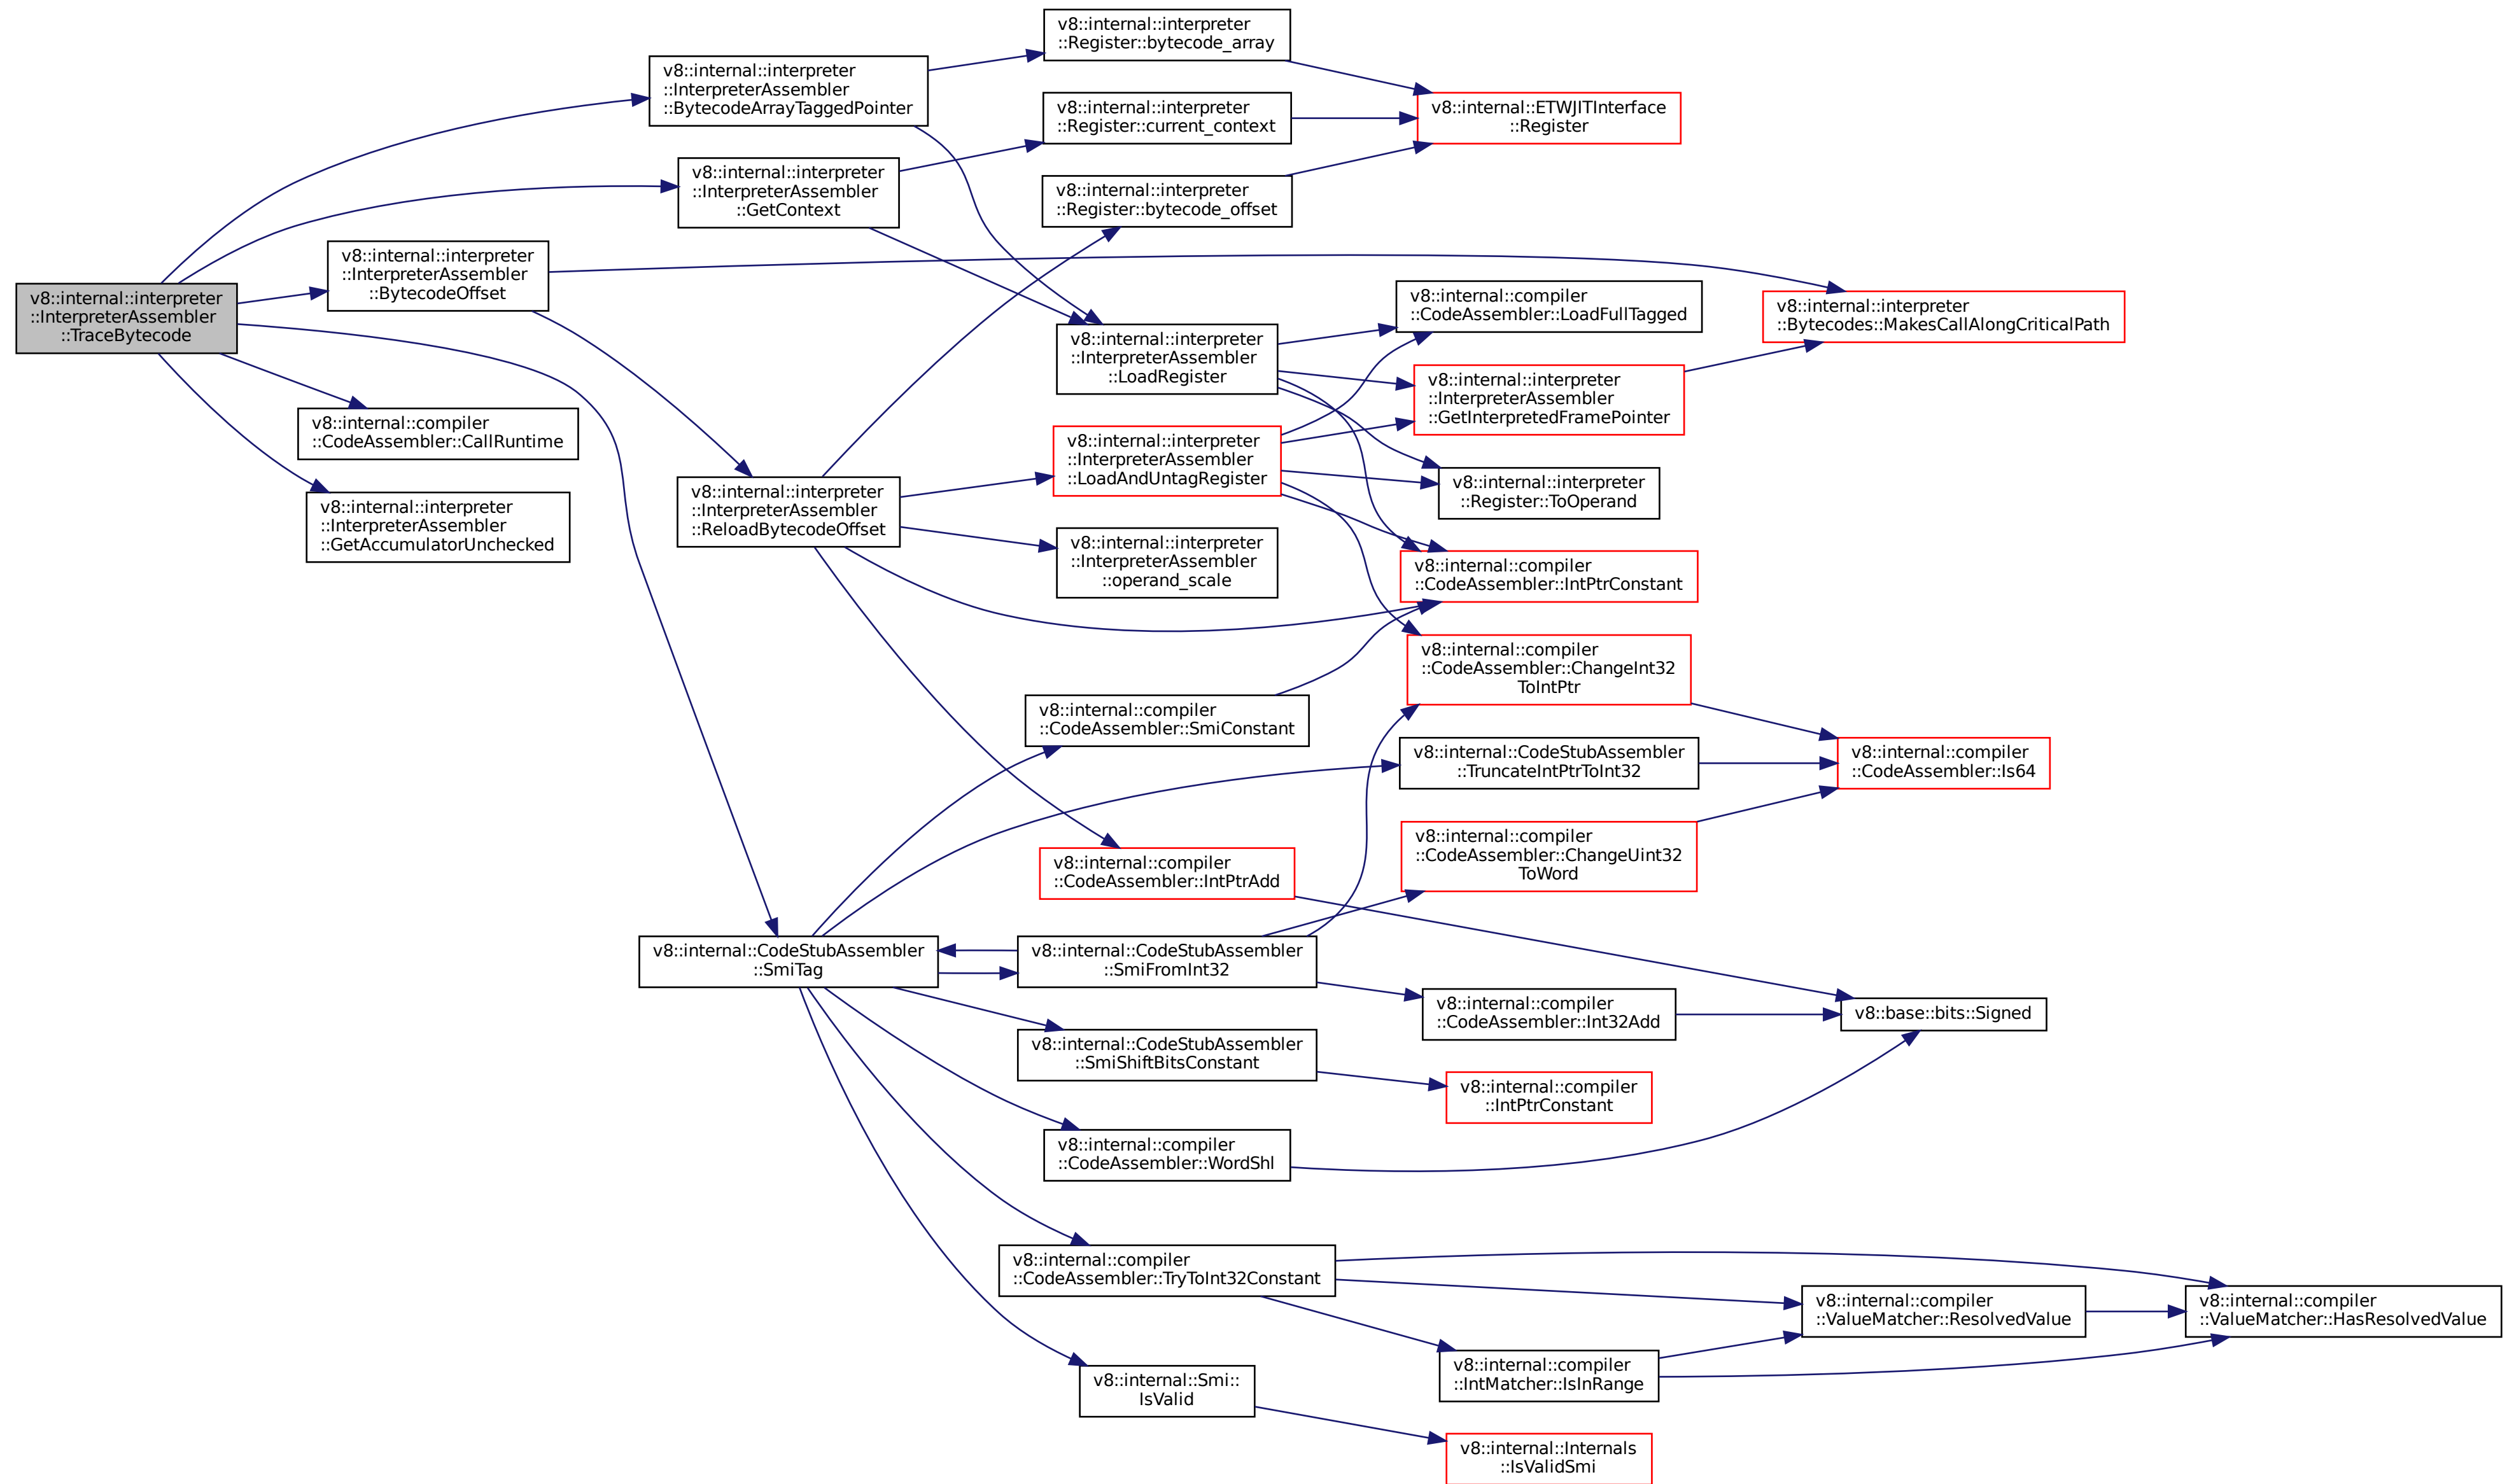 v8::internal::interpreter
::InterpreterAssembler
::TraceBytecode
v8::internal::interpreter
::InterpreterAssembler
::BytecodeArrayTaggedPointer
v8::internal::interpreter
::Register::bytecode_array
v8::internal::ETWJITInterface
::Register
v8::internal::interpreter
::InterpreterAssembler
::LoadRegister
v8::internal::compiler
::CodeAssembler::LoadFullTagged
v8::internal::interpreter
::InterpreterAssembler
::GetInterpretedFramePointer
v8::internal::interpreter
::Bytecodes::MakesCallAlongCriticalPath
v8::internal::compiler
::CodeAssembler::IntPtrConstant
v8::internal::interpreter
::Register::ToOperand
v8::internal::interpreter
::InterpreterAssembler
::BytecodeOffset
v8::internal::interpreter
::InterpreterAssembler
::ReloadBytecodeOffset
v8::internal::interpreter
::Register::bytecode_offset
v8::internal::compiler
::CodeAssembler::IntPtrAdd
v8::base::bits::Signed
v8::internal::interpreter
::InterpreterAssembler
::LoadAndUntagRegister
v8::internal::compiler
::CodeAssembler::ChangeInt32
ToIntPtr
v8::internal::compiler
::CodeAssembler::Is64
v8::internal::interpreter
::InterpreterAssembler
::operand_scale
v8::internal::compiler
::CodeAssembler::CallRuntime
v8::internal::interpreter
::InterpreterAssembler
::GetAccumulatorUnchecked
v8::internal::interpreter
::InterpreterAssembler
::GetContext
v8::internal::interpreter
::Register::current_context
v8::internal::CodeStubAssembler
::SmiTag
v8::internal::Smi::
IsValid
v8::internal::Internals
::IsValidSmi
v8::internal::compiler
::CodeAssembler::SmiConstant
v8::internal::CodeStubAssembler
::SmiFromInt32
v8::internal::compiler
::CodeAssembler::ChangeUint32
ToWord
v8::internal::compiler
::CodeAssembler::Int32Add
v8::internal::CodeStubAssembler
::SmiShiftBitsConstant
v8::internal::compiler
::IntPtrConstant
v8::internal::CodeStubAssembler
::TruncateIntPtrToInt32
v8::internal::compiler
::CodeAssembler::TryToInt32Constant
v8::internal::compiler
::ValueMatcher::HasResolvedValue
v8::internal::compiler
::IntMatcher::IsInRange
v8::internal::compiler
::ValueMatcher::ResolvedValue
v8::internal::compiler
::CodeAssembler::WordShl